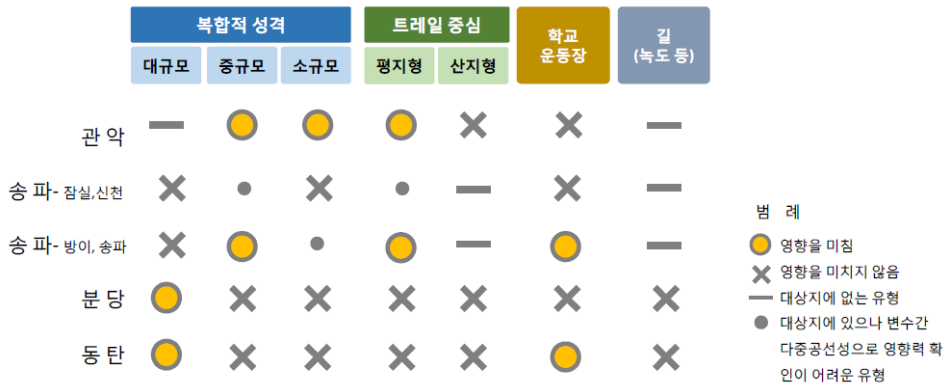 복합적 성격 트레일 중심 학교 운동장 길 (녹도 등)
대규모 중규모 소규모 평지형 산지형
관 악
송 파- 잠실,신천
송 파- 방이, 송파
분 당
동 탄
범 례
영향을 미침
영향을 미치지 않음
대상지에 없는 유형
대상지에 있으나 변수간
다중공선성으로 영향력 확
인이 어려운 유형